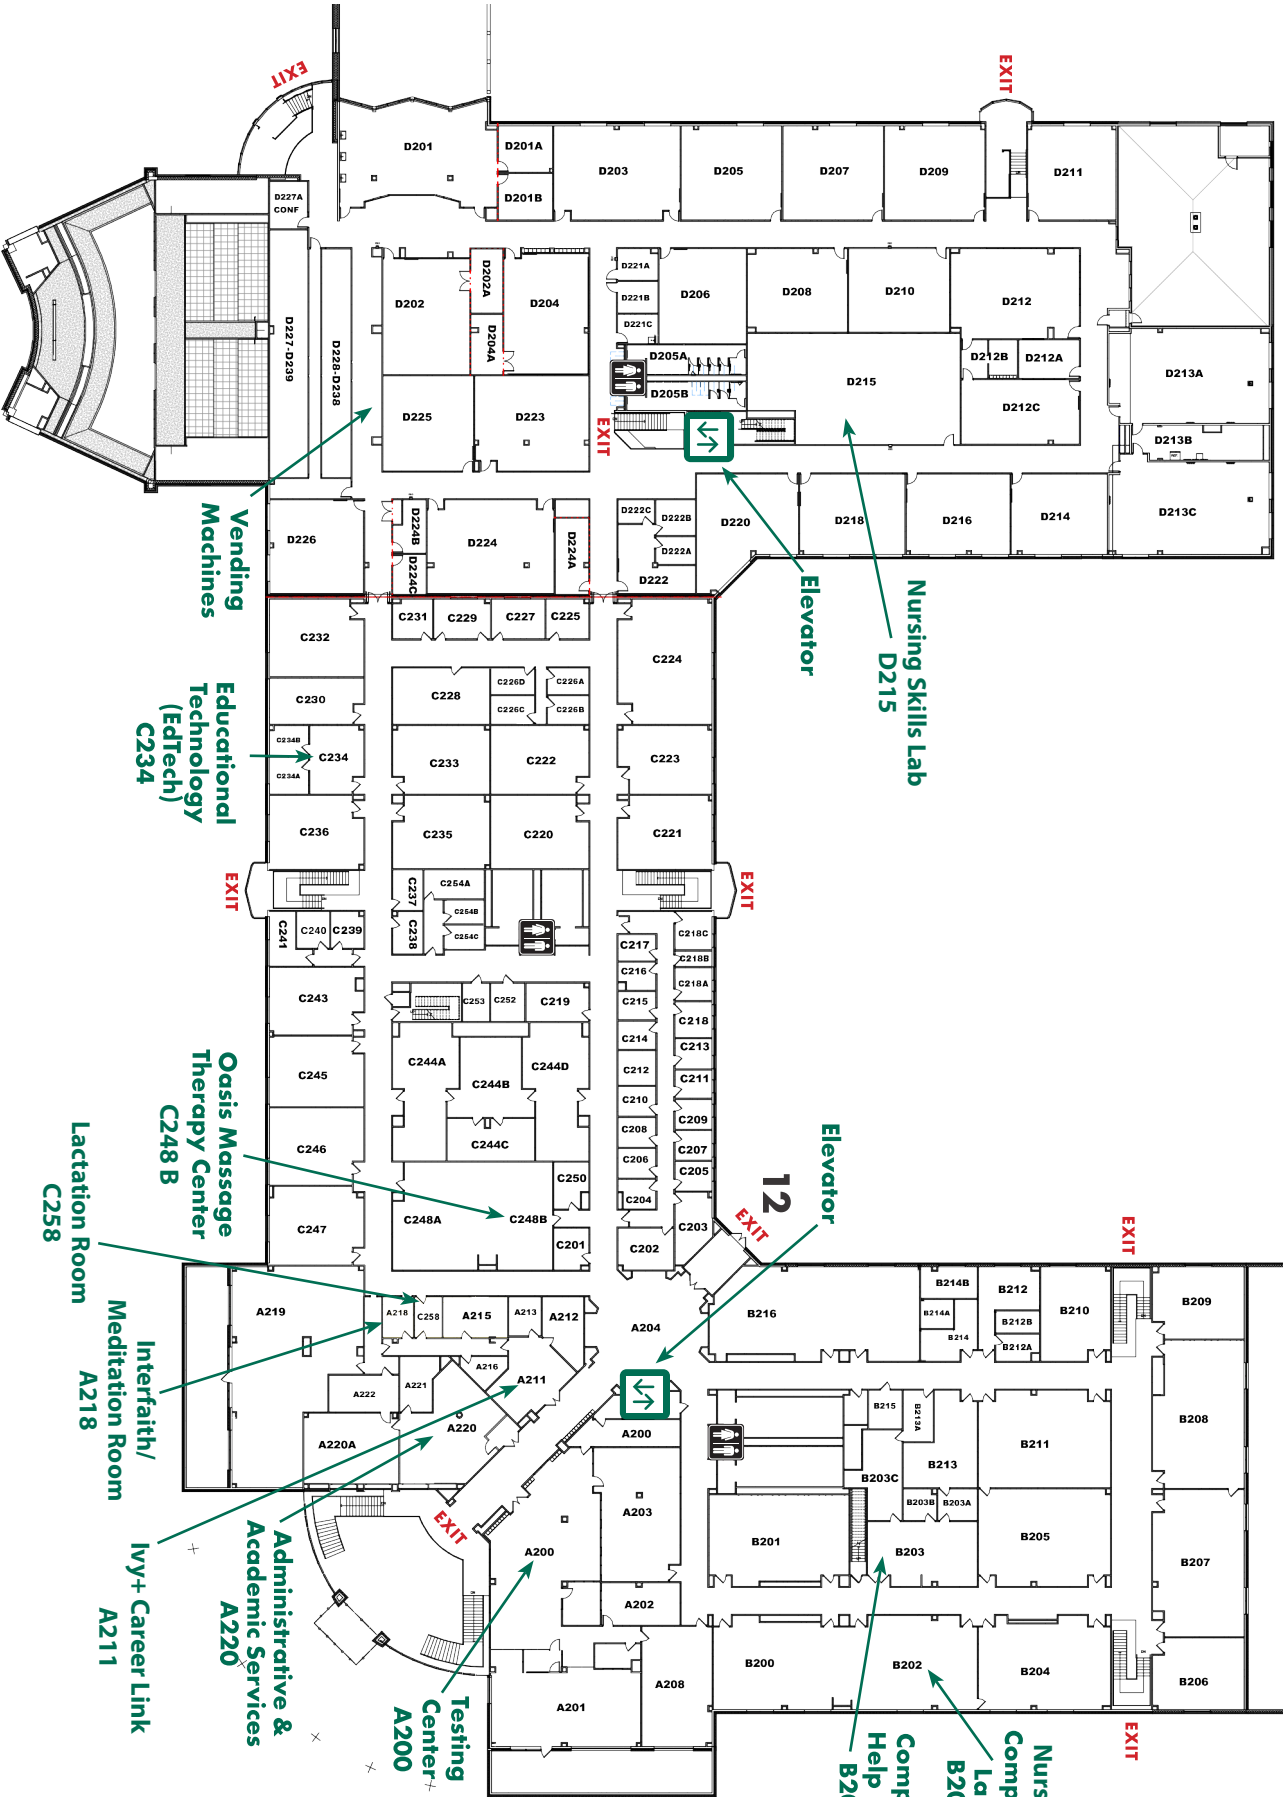 EXIT
EXIT
D201
D201A
D201B
D203
D205
D207
D209
D211
D227A
CONF
D202
D202A
D204
D204A
D221A
D221B
D221C
D206
D208
D210
D212
D205A
D205B
D212B
D212A
D212C
D215
D213A
D213B
D213C
D227-D239
D228-D238
D225
D223
EXIT
D226
D224B
D224C
D224
D224A
D222C
D222B
D222A
D222
D220
D218
D216
D214
Vending
Machines
Elevator
Nursing Skills Lab
D215
C232
C231
C229
C227
C225
C224
C230
C228
C226D
C226A
C226C
C226B
C234B
C234A
C234
C233
C222
C223
Educational
Technology
(EdTech)
C234
C236
C235
C220
C221
EXIT
EXIT
C237
C254A
C254B
C254C
C238
C241
C240
C239
C217
C218C
C218B
C216
C218A
C243
C253
C252
C219
C215
C218
C214
C213
C245
C244A
C244B
C244D
C244C
C212
C211
C210
C209
C208
C207
C246
C206
C205
C250
C204
C247
C248A
C248B
C201
C202
C203
Oasis Massage
Therapy Center
C248 B
Lactation Room
C258
Interfaith/
Meditation Room
A218
12
EXIT
Elevator
EXIT
A219
A218
C258
A215
A213
A212
A204
B216
B214B
B214A
B214
B212
B212B
B212A
B210
B209
A222
A221
A216
A211
A220A
A220
A200
A203
A200
A202
A201
A208
B215
B213A
B213
B211
B208
B203C
B203B
B203A
B201
B203
B205
B207
B200
B202
B204
B206
EXIT
EXIT
Administrative &
Academic Services
A220
Ivy+ Career Link
A211
Testing
Center
A200
Nurs
Comp
La
B20
Comp
Help
B20